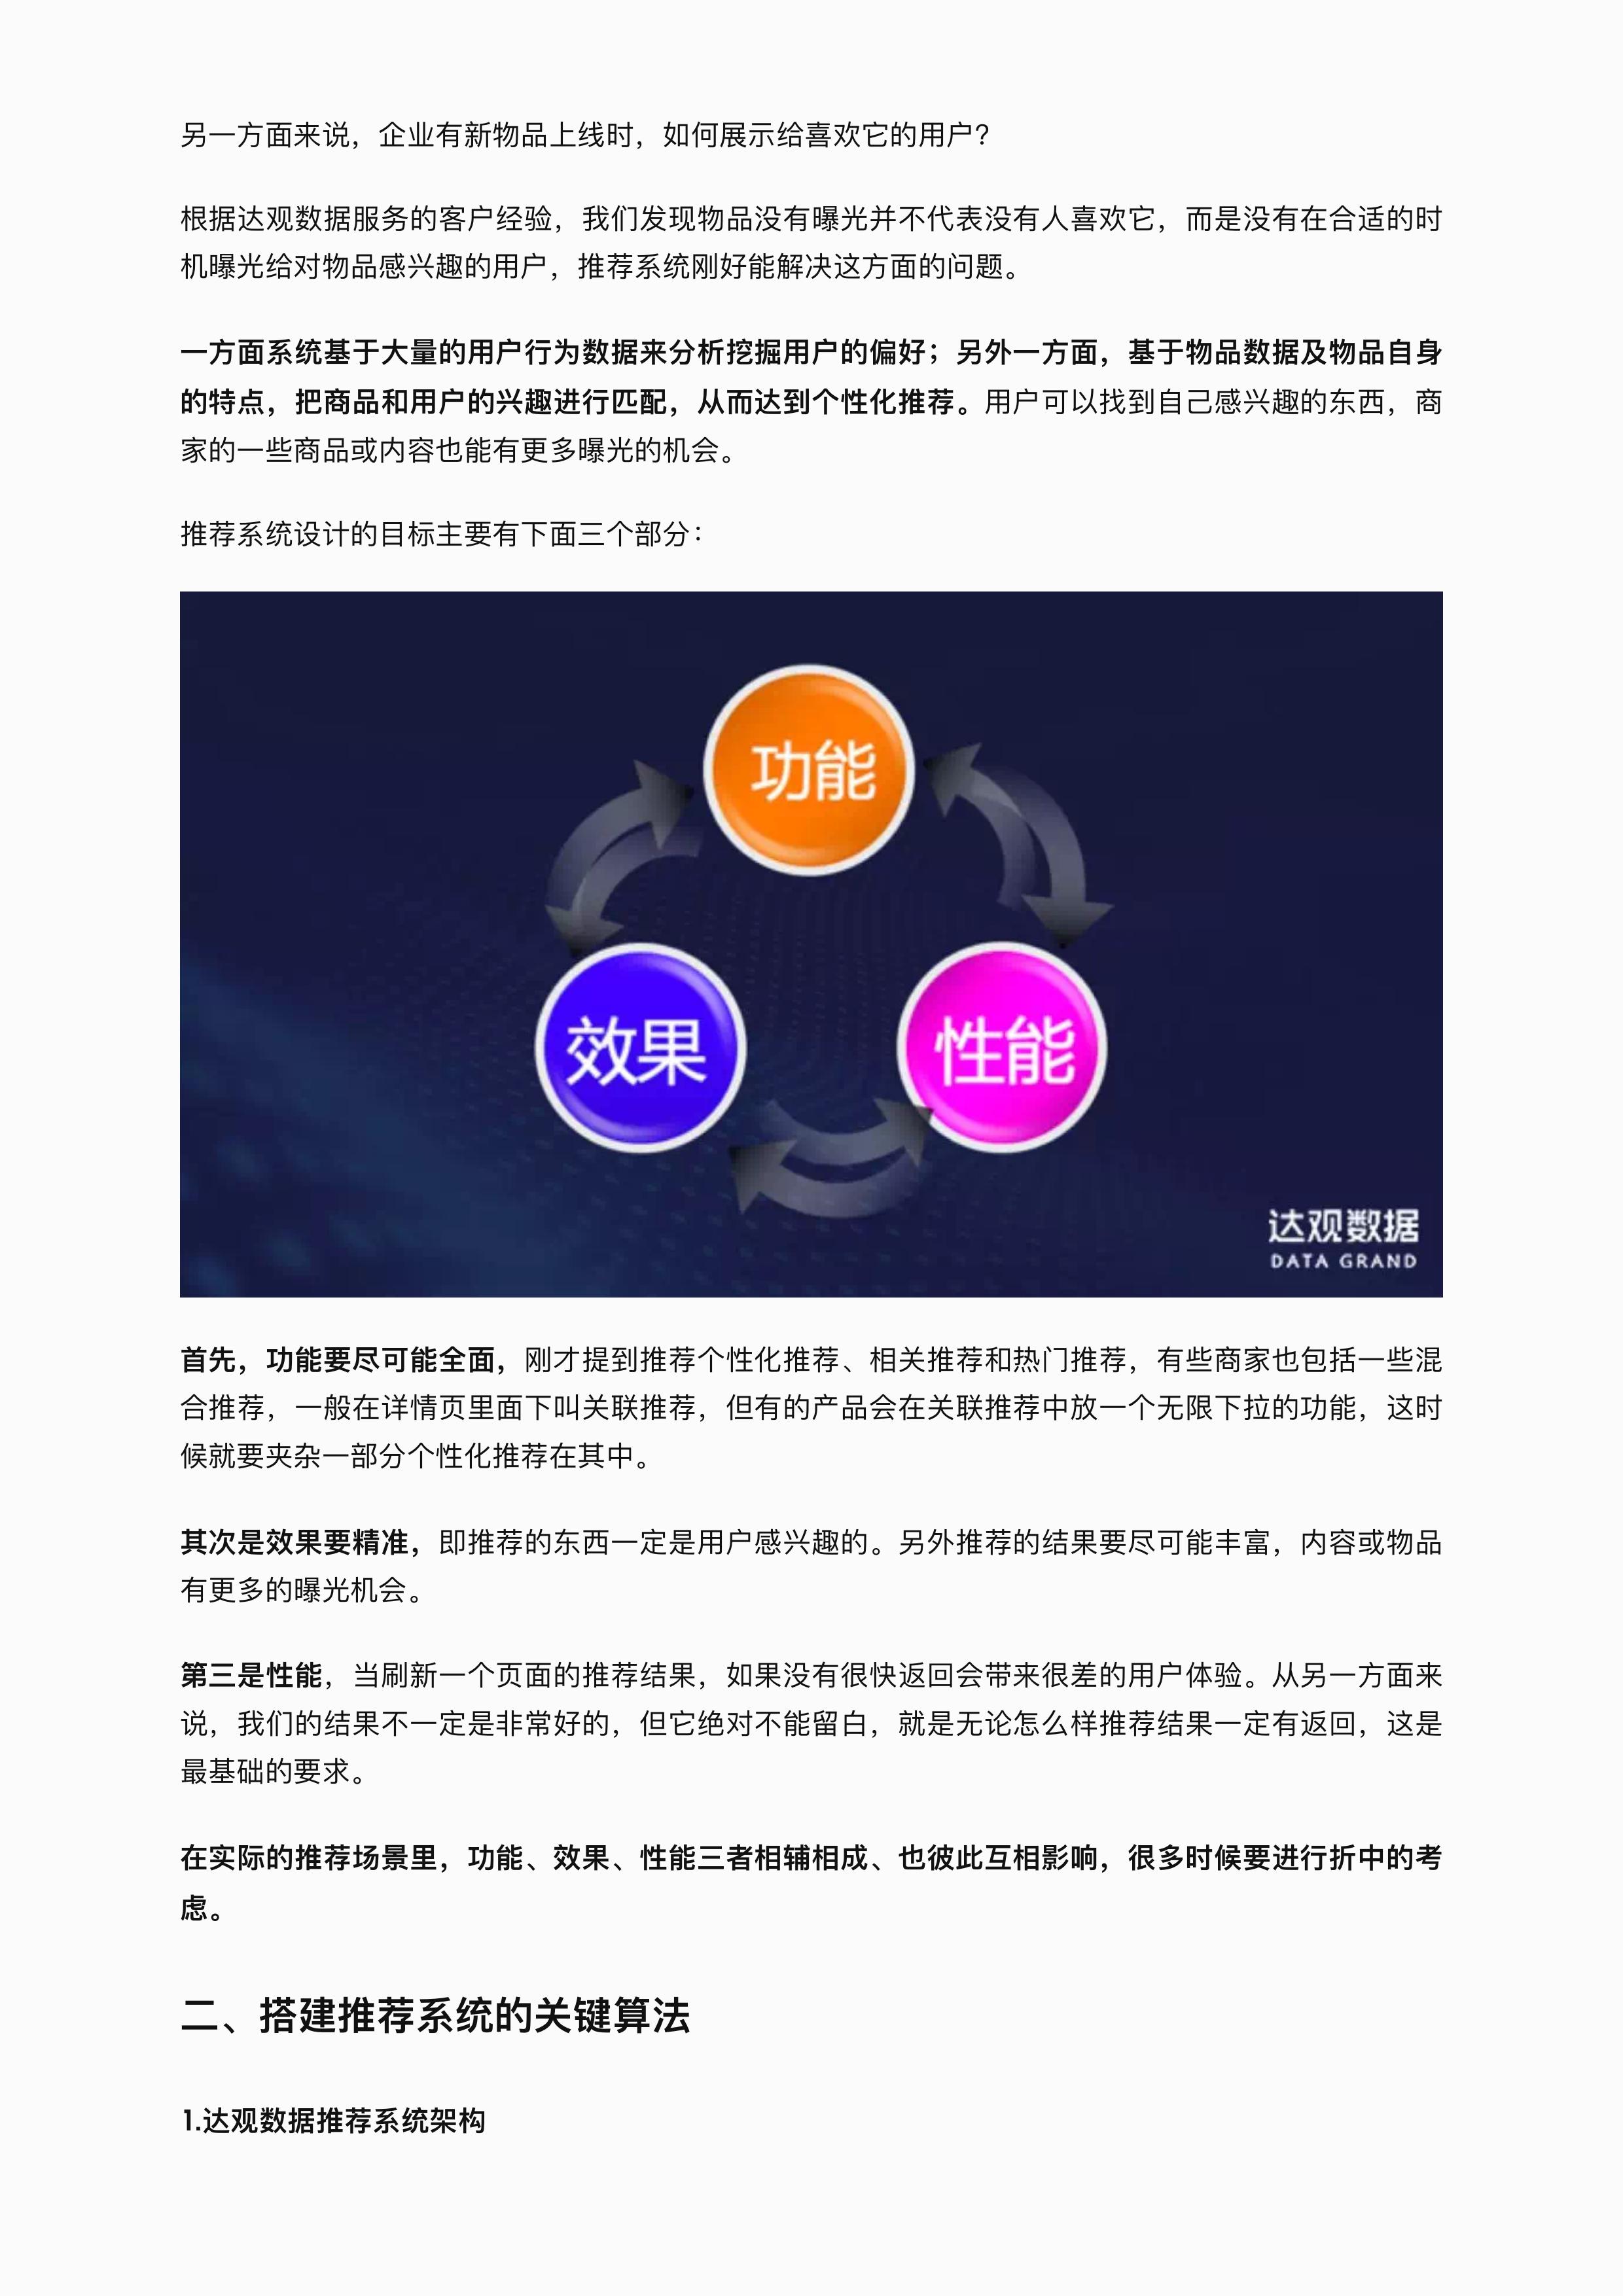 另一方面来说，企业有新物品上线时，如何展示给喜欢它的用户？
根据达观数据服务的客户经验，我们发现物品没有曝光并不代表没有人喜欢它，而是没有在合适的时
机曝光给对物品感兴趣的用户，推荐系统刚好能解决这方面的问题。
一方面系统基于大量的用户行为数据来分析挖掘用户的偏好；另外一方面，基于物品数据及物品自身
的特点，把商品和用户的兴趣进行匹配，从而达到个性化推荐。用户可以找到自己感兴趣的东西，商
家的一些商品或内容也能有更多曝光的机会。
推荐系统设计的目标主要有下面三个部分：
功能
效果
性能
达观数据
DATA GRAND
首先，功能要尽可能全面，刚才提到推荐个性化推荐、相关推荐和热门推荐，有些商家也包括一些混
合推荐，一般在详情页里面下叫关联推荐，但有的产品会在关联推荐中放一个无限下拉的功能，这时
候就要夹杂一部分个性化推荐在其中。
其次是效果要精准，即推荐的东西一定是用户感兴趣的。另外推荐的结果要尽可能丰富，内容或物品
有更多的曝光机会。
第三是性能，当刷新一个页面的推荐结果，如果没有很快返回会带来很差的用户体验。从另一方面来
说，我们的结果不一定是非常好的，但它绝对不能留白，就是无论怎么样推荐结果一定有返回，这是
最基础的要求。
在实际的推荐场景里，功能、效果、性能三者相辅相成、也彼此互相影响，很多时候要进行折中的考
虑。
二、搭建推荐系统的关键算法
1.达观数据推荐系统架构